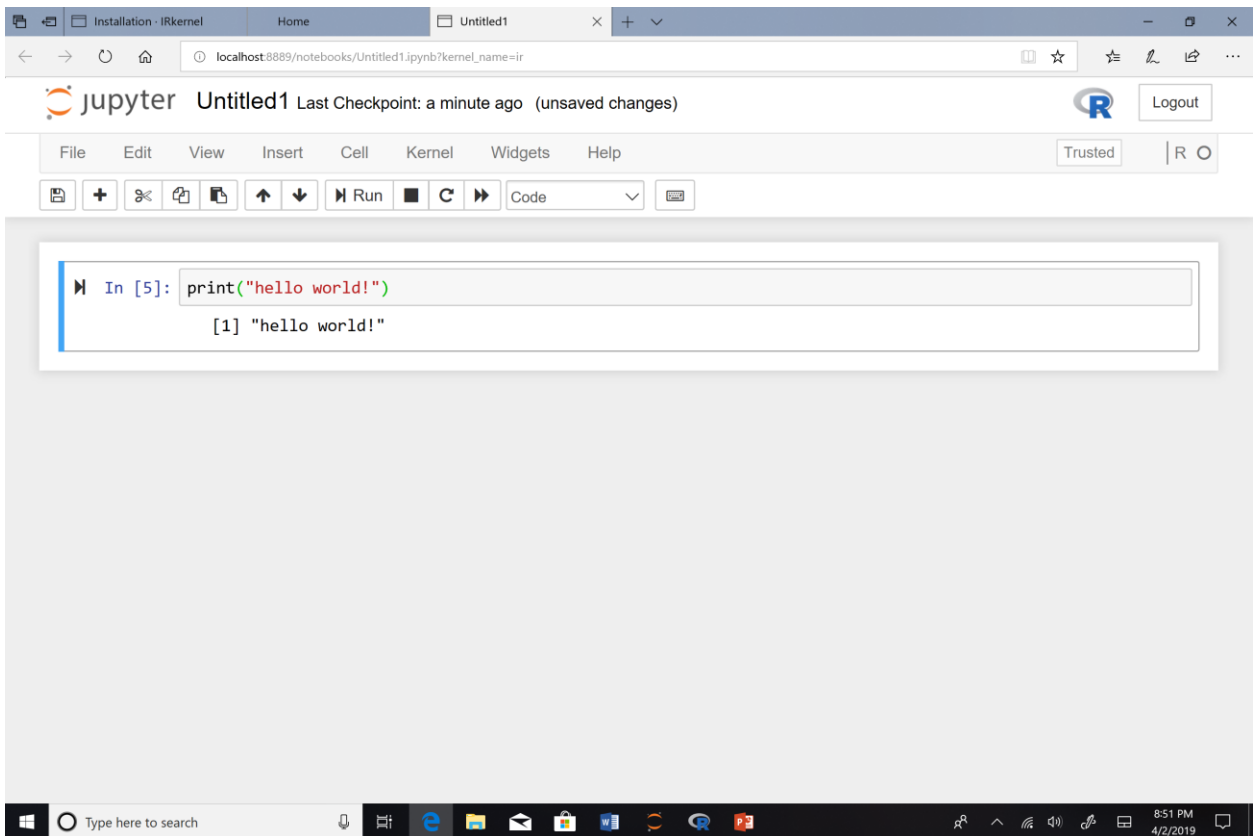 Installation · IRkernel
Home
Untitled1
localhost:8889/notebooks/Untitled1.ipynb?kernel_name=ir
jupyter Untitled1 Last Checkpoint: a minute ago (unsaved changes)
R
Logout
File Edit View Insert Cell Kernel Widgets Help
Trusted
R
Run
Code
In [5]: print("hello world!")
[1] "hello world!"
Type here to search
8:51 PM
4/2/2019